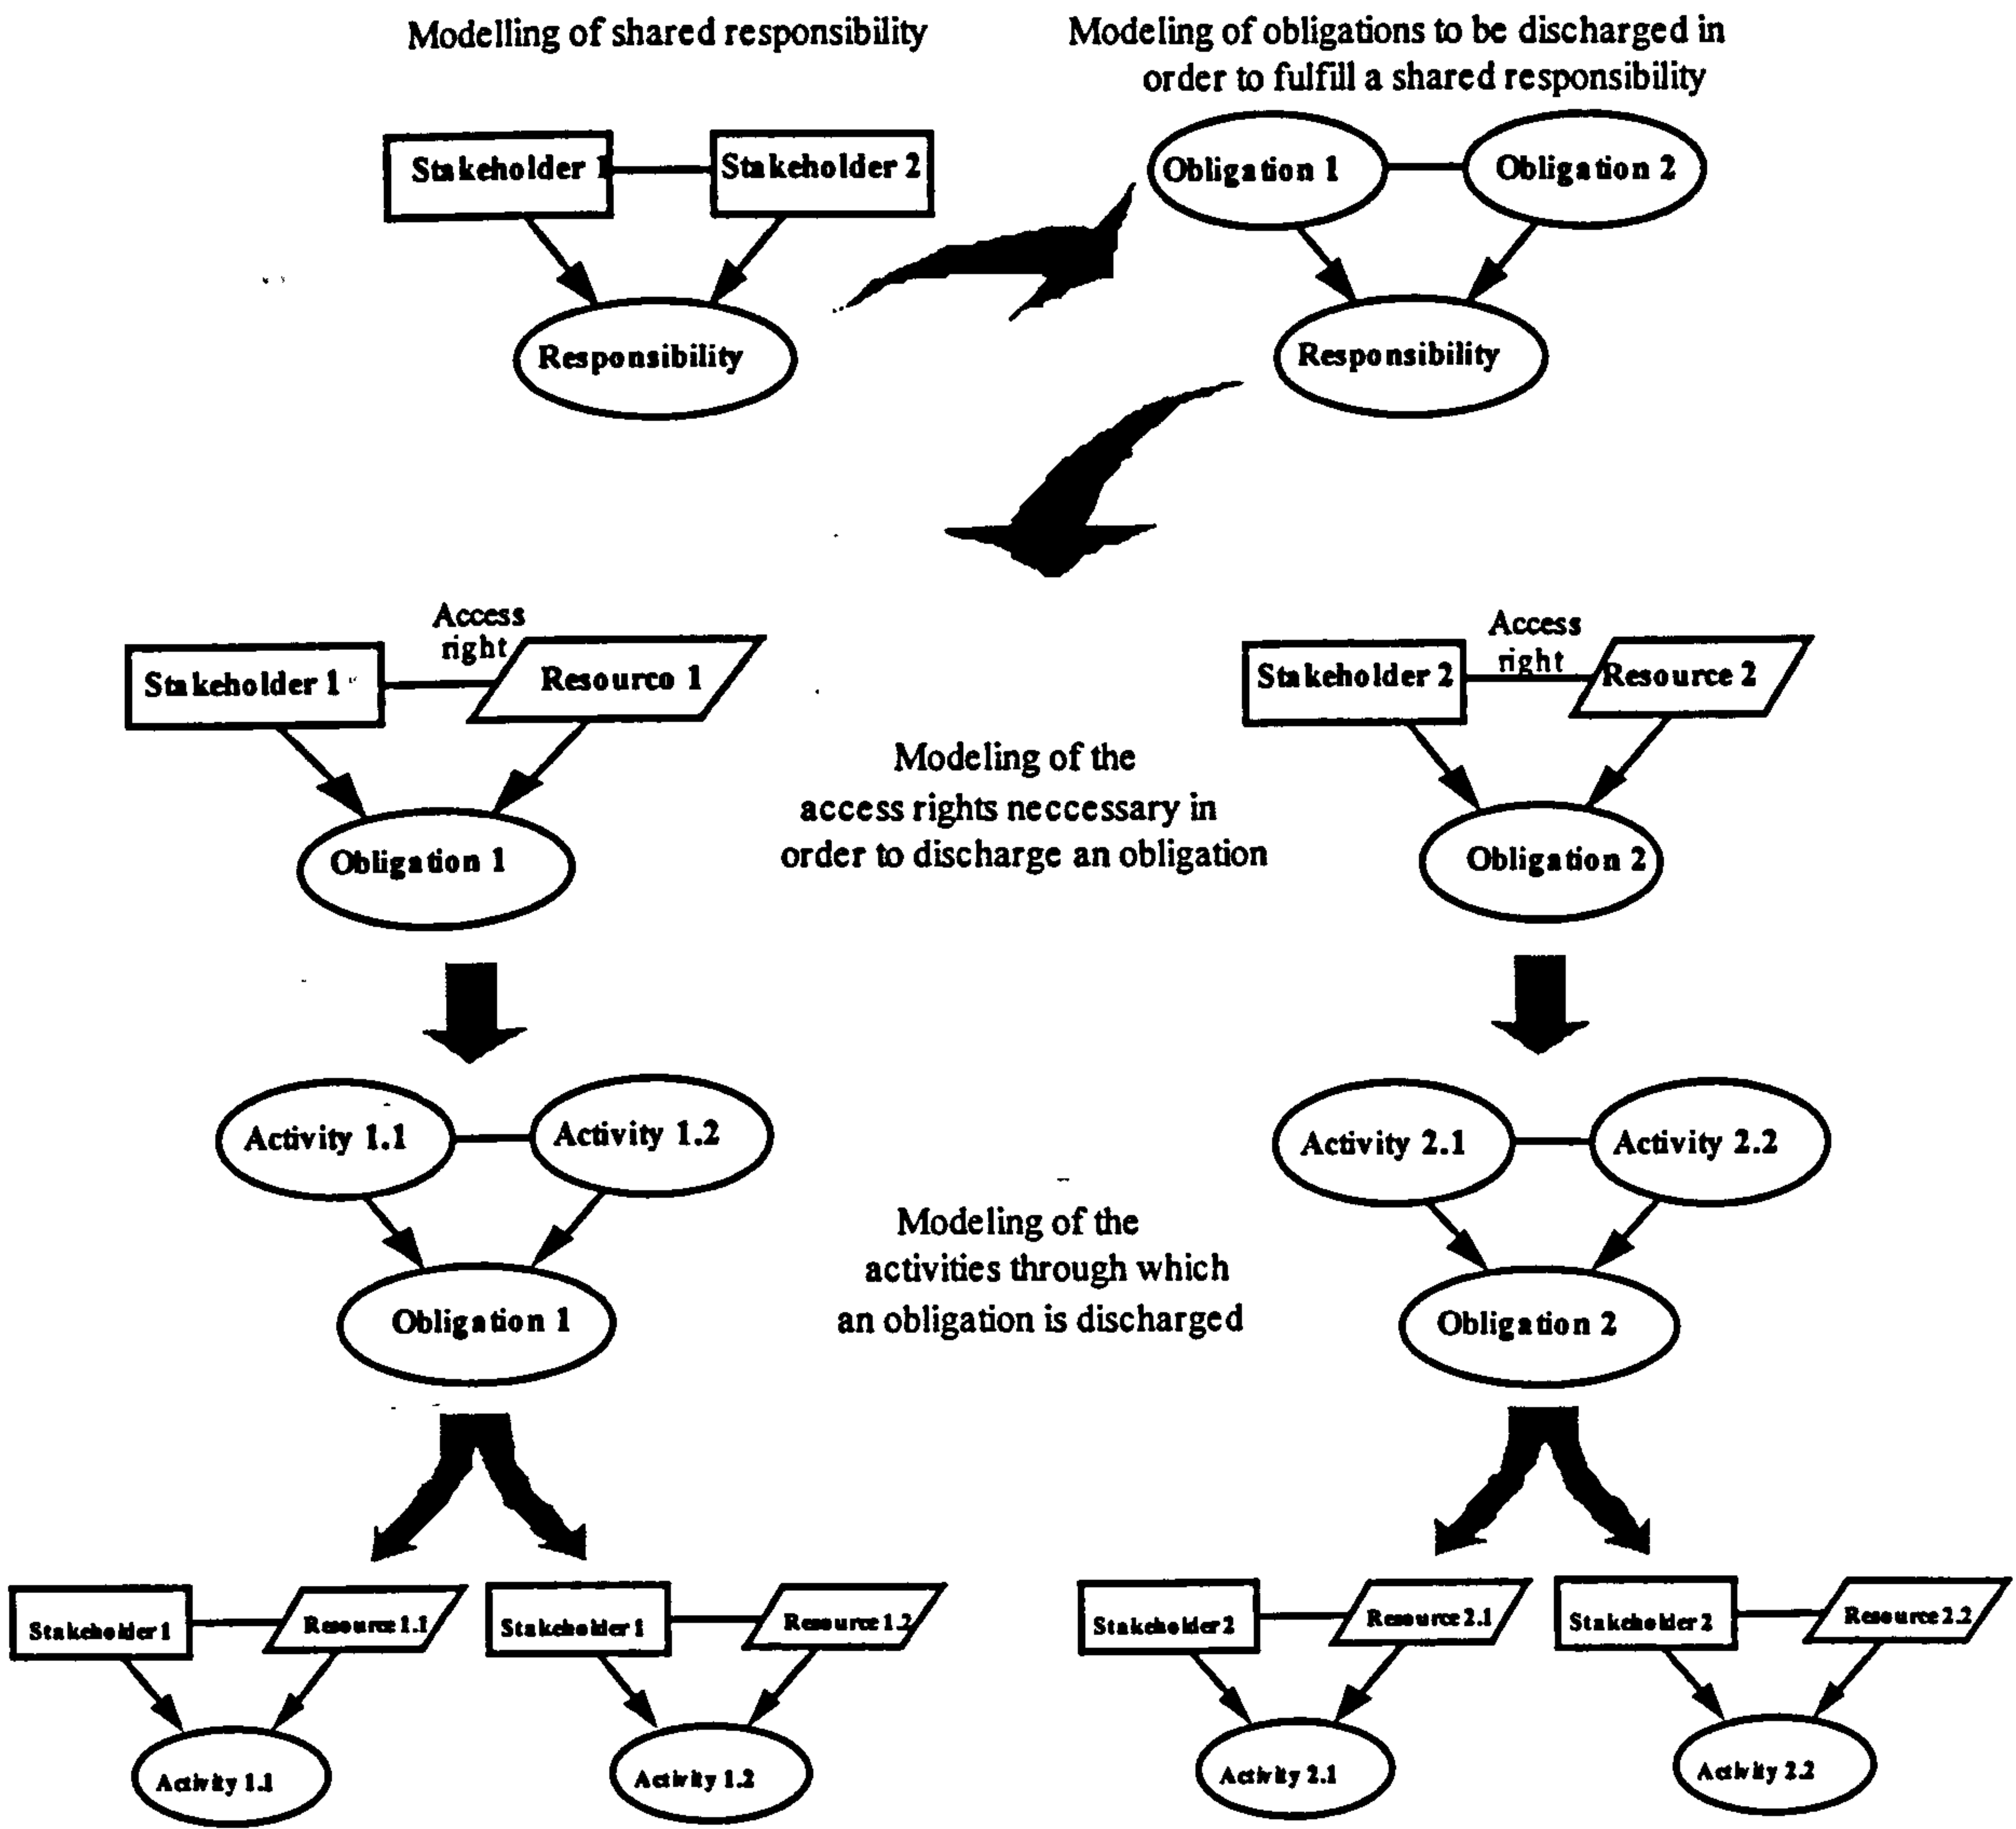 Modelling of shared responsibility
Modeling of obligations to be discharged in
order to fulfill a shared responsibility
Stakeholder 1
Stakeholder 2
Responsibility
Obligation 1
Obligation 2
Responsibility
Access
right
Stakeholder 1
Resourco 1
Obligation 1
Access
right
Stakeholder 2
Resource 2
Obligation 2
Modeling of the
access rights neccessary in
order to discharge an obligation
Activity 1.1
Activity 1.2
Obligation 1
Activity 2.1
Activity 2.2
Obligation 2
Modeling of the
activities through which
an obligation is discharged
Stakeholder 1
Resource 1.1
Activity 1.1
Stakeholder 1
Resource 1.2
Activity 1.2
Stakeholder 2
Resource 2.1
Activity 2.1
Stakeholder 2
Resource 2.2
Activity 2.2